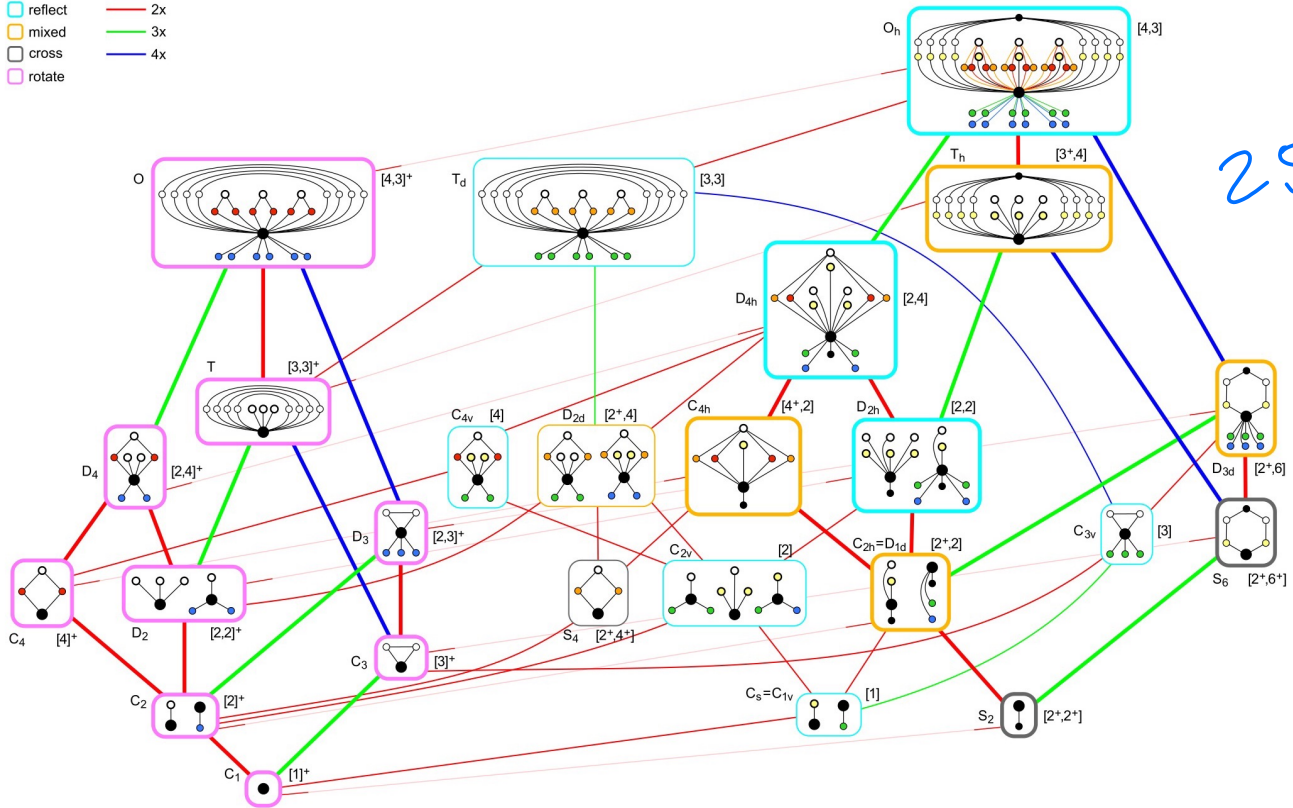 reflect 2x
mixed 3x
cross 4x
rotate
Oh [4,3]
Th [3+,4]
O [4,3]+
Td [3,3]
D4h [2,4]
T [3,3]+
C4v [4]
D2d [2+,4]
C4h [4+,2]
D2h [2,2]
D4 [2,4]+
D3d [2+,6]
D3 [2,3]+
C3v [3]
C2v [2]
C2h=D1d [2+,2]
S6 [2+,6+]
C4 [4]+
D2 [2,2]+
S4 [2+,4+]
C3 [3]+
C2 [2]+
Cs=C1v [1]
S2 [2+,2+]
C1 [1]+